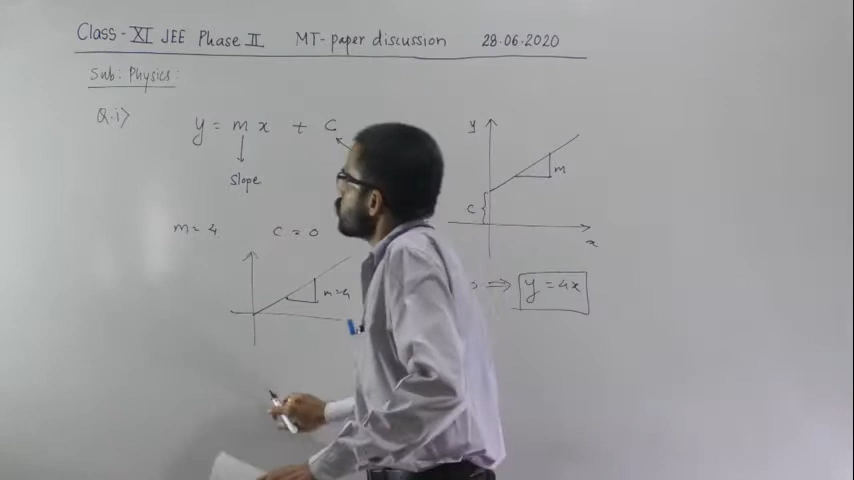 Class - XI JEE Phase II MT-paper discussion 28.06.2020
Sub: Physics:
Q.1>
y = m x + C
slope
y
m
C
x
m = 4 C = 0
m=4
⇒ y = 4x